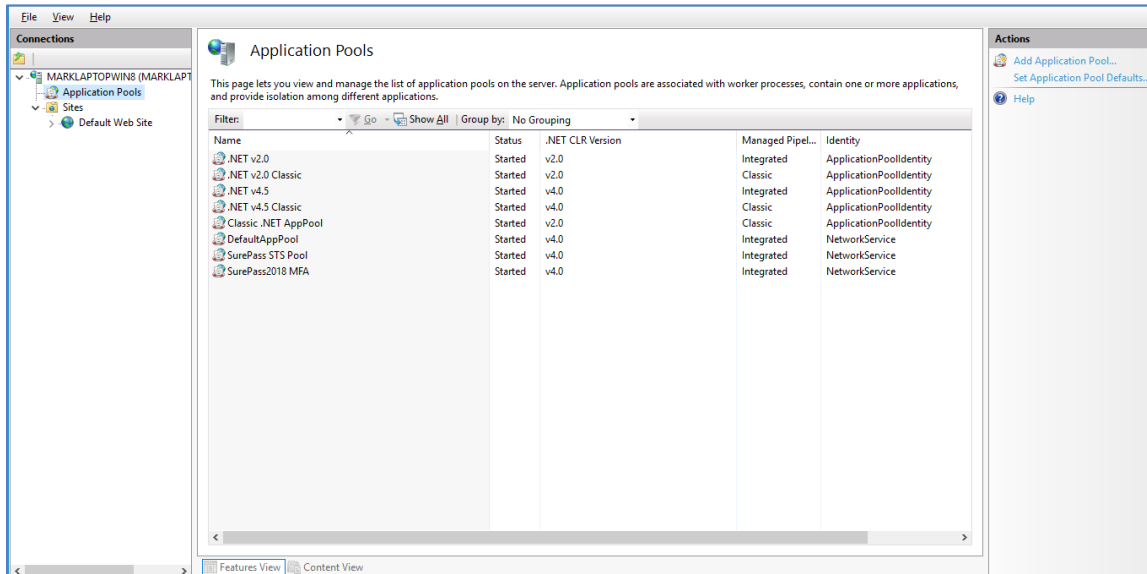 File View Help
Connections
MARKLAPTOPWIN8 (MARKLAPT
Application Pools
Sites
Default Web Site
Application Pools
This page lets you view and manage the list of application pools on the server. Application pools are associated with worker processes, contain one or more applications,
and provide isolation among different applications.
Filter: Go Show All Group by: No Grouping
Name Status .NET CLR Version Managed Pipel... Identity
.NET v2.0 Started v2.0 Integrated ApplicationPoolIdentity
.NET v2.0 Classic Started v2.0 Classic ApplicationPoolIdentity
.NET v4.5 Started v4.0 Integrated ApplicationPoolIdentity
.NET v4.5 Classic Started v4.0 Classic ApplicationPoolIdentity
Classic .NET AppPool Started v2.0 Classic ApplicationPoolIdentity
DefaultAppPool Started v4.0 Integrated NetworkService
SurePass STS Pool Started v4.0 Integrated NetworkService
SurePass2018 MFA Started v4.0 Integrated NetworkService
Features View Content View
Actions
Add Application Pool...
Set Application Pool Defaults...
Help